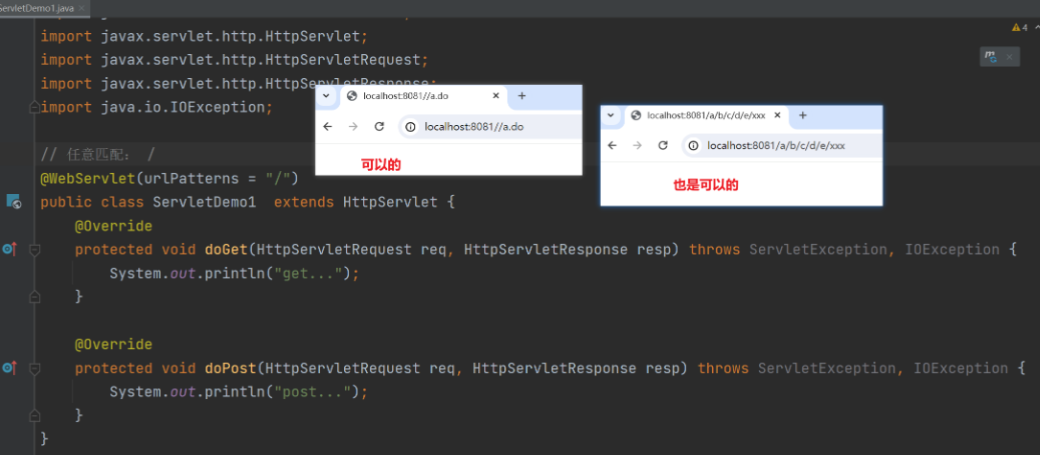 ServletDemo1.java
4
import javax.servlet.http.HttpServlet;
import javax.servlet.http.HttpServletRequest;
import javax.servlet.http.HttpServletResponse;
import java.io.IOException;
localhost:8081//a.do
localhost:8081//a.do
可以的
localhost:8081/a/b/c/d/e/xxx
localhost:8081/a/b/c/d/e/xxx
也是可以的
// 任意匹配: /
@WebServlet(urlPatterns = "/")
public class ServletDemo1 extends HttpServlet {
@Override
protected void doGet(HttpServletRequest req, HttpServletResponse resp) throws ServletException, IOException {
System.out.println("get...");
}
@Override
protected void doPost(HttpServletRequest req, HttpServletResponse resp) throws ServletException, IOException {
System.out.println("post...");
}
}